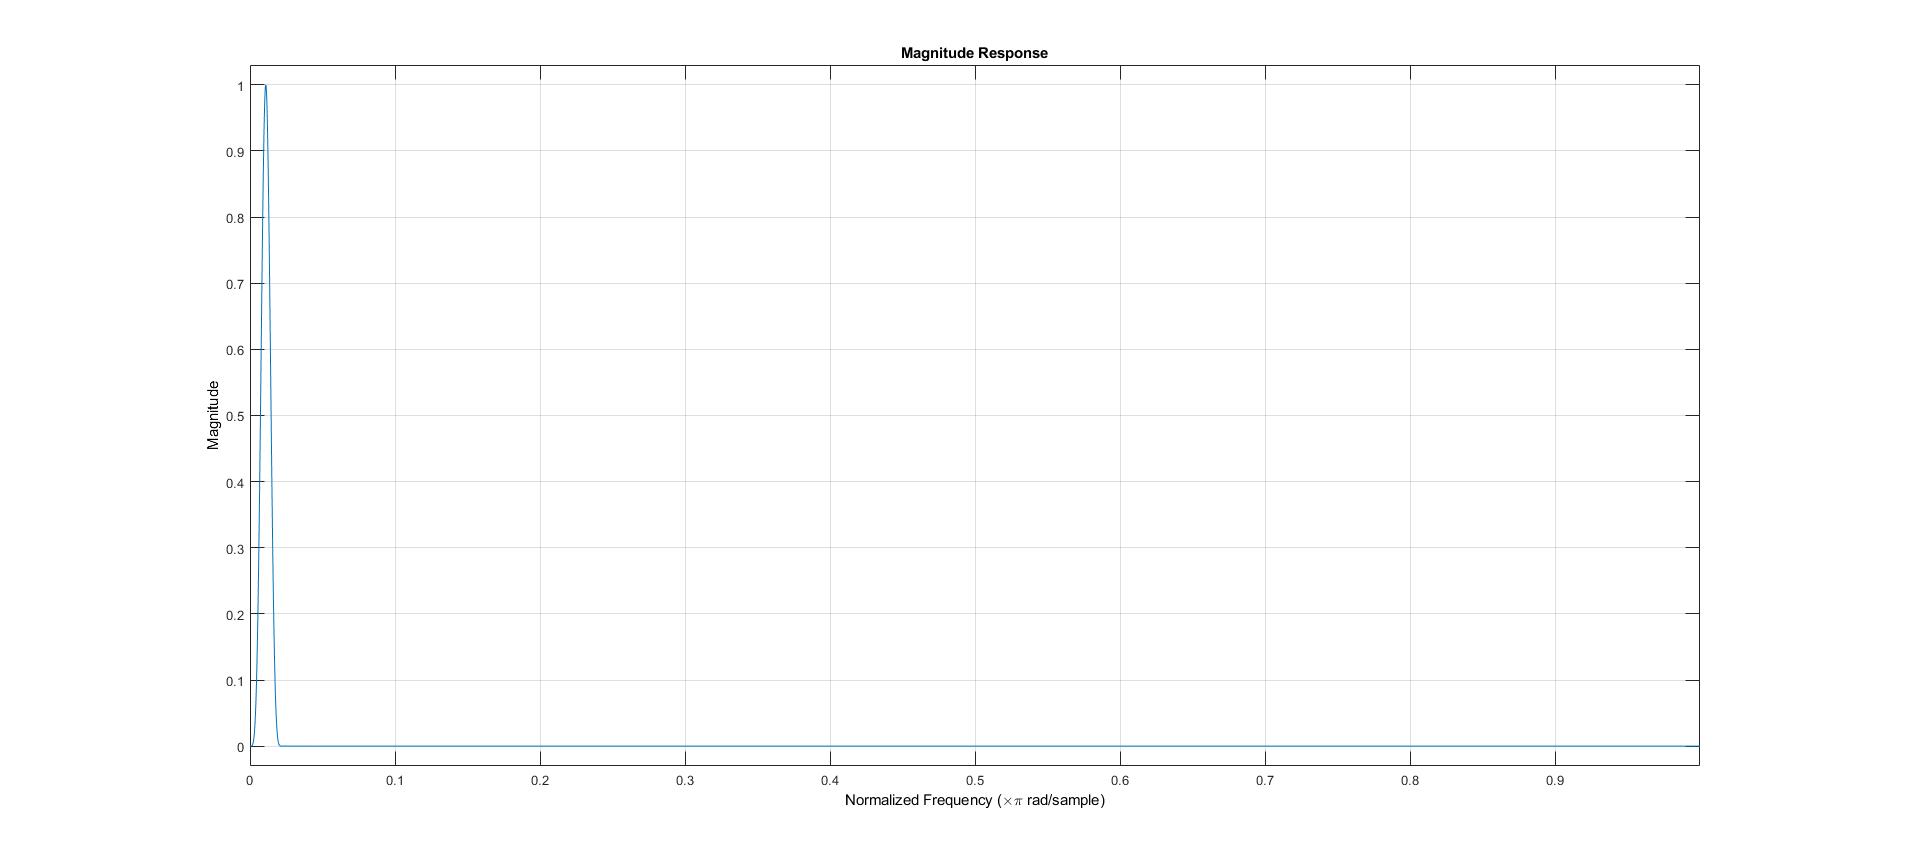 Magnitude Response
1
0.9
0.8
0.7
0.6
0.5
0.4
0.3
0.2
0.1
0
Magnitude
0 0.1 0.2 0.3 0.4 0.5 0.6 0.7 0.8 0.9
Normalized Frequency (×π rad/sample)